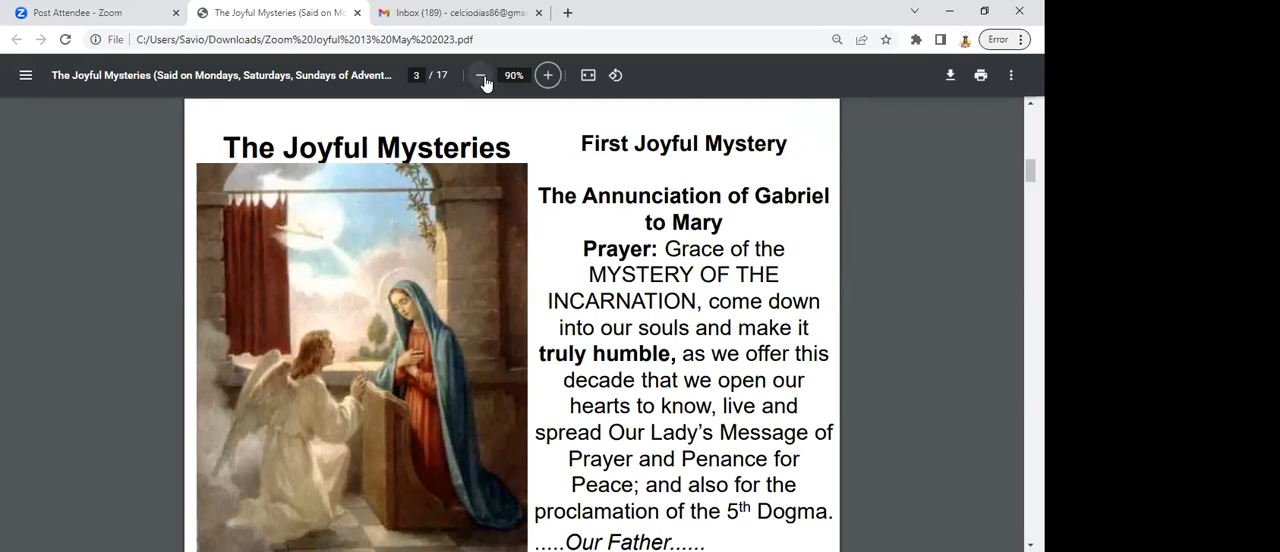 Post Attendee - Zoom
The Joyful Mysteries (Said on Mo
Inbox (189) - celciodias86@gma
File
C:/Users/Savio/Downloads/Zoom%20Joyful%2013%20May%202023.pdf
Error
The Joyful Mysteries (Said on Mondays, Saturdays, Sundays of Advent...
3 / 17
90%
The Joyful Mysteries
First Joyful Mystery
The Annunciation of Gabriel
to Mary
Prayer: Grace of the
MYSTERY OF THE
INCARNATION, come down
into our souls and make it
truly humble, as we offer this
decade that we open our
hearts to know, live and
spread Our Lady’s Message of
Prayer and Penance for
Peace; and also for the
proclamation of the 5th Dogma.
.....Our Father......